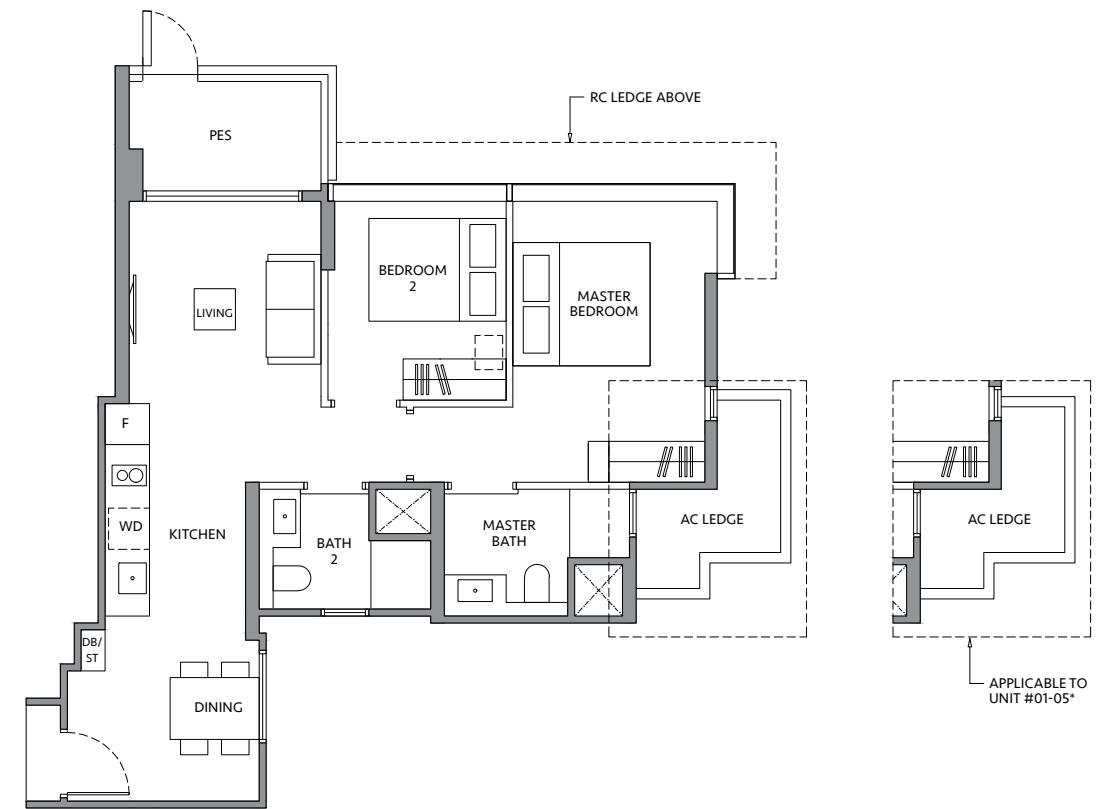 RC LEDGE ABOVE
PES
BEDROOM
2
MASTER
BEDROOM
LIVING
F
WD
KITCHEN
BATH
2
MASTER
BATH
AC LEDGE
AC LEDGE
DB/
ST
DINING
APPLICABLE TO
UNIT #01-05*